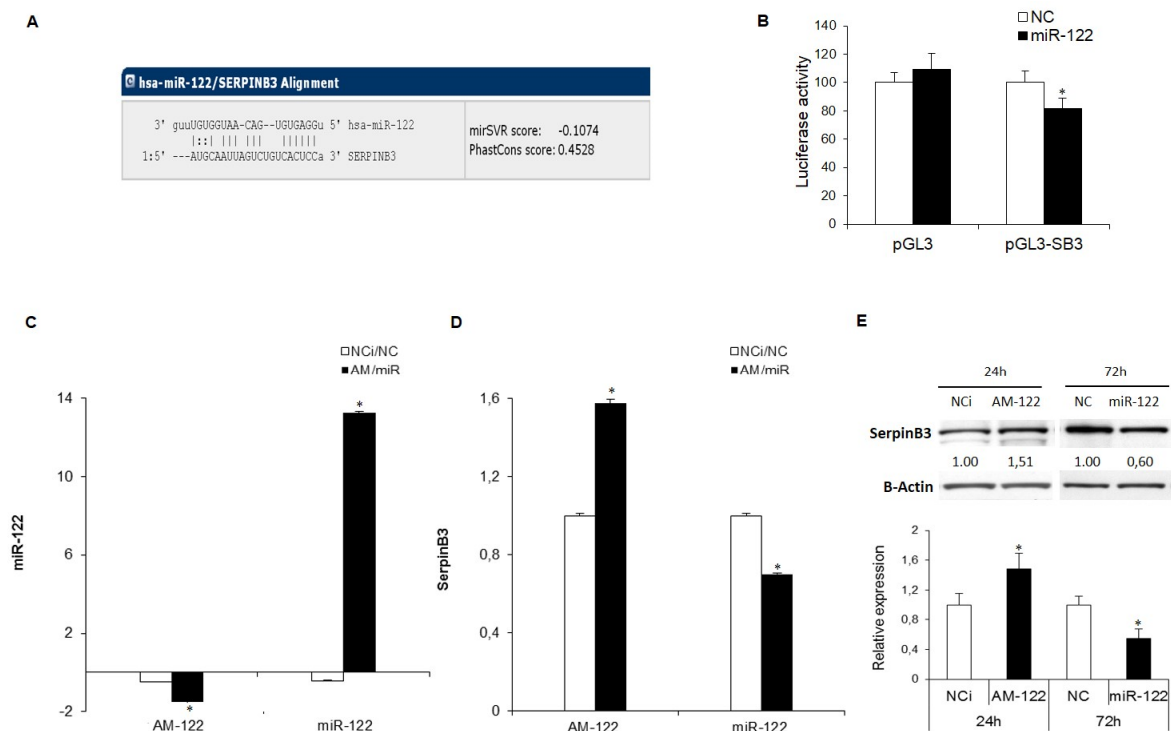 A
hsa-miR-122/SERPINB3 Alignment
3' guuUGUGGUAA-CAG--UGUGAGGu 5' hsa-miR-122
|::| ||| ||| ||||||
1:5' ---AUGCAAUUAGUCUGUCACUCCa 3' SERPINB3
mirSVR score: -0.1074
PhastCons score: 0.4528
B
NC
miR-122
Luciferase activity
140
120
100
80
60
40
20
0
*
pGL3
pGL3-SB3
C
NCi/NC
AM/miR
miR-122
14
10
6
2
-2
*
*
AM-122
miR-122
D
NCi/NC
AM/miR
SerpinB3
1,6
1,2
0,8
0,4
0
*
*
AM-122
miR-122
E
24h 72h
NCi AM-122 NC miR-122
SerpinB3
1.00 1,51 1.00 0,60
B-Actin
Relative expression
2
1,6
1,2
0,8
0,4
0
*
*
NCi AM-122 NC miR-122
24h 72h